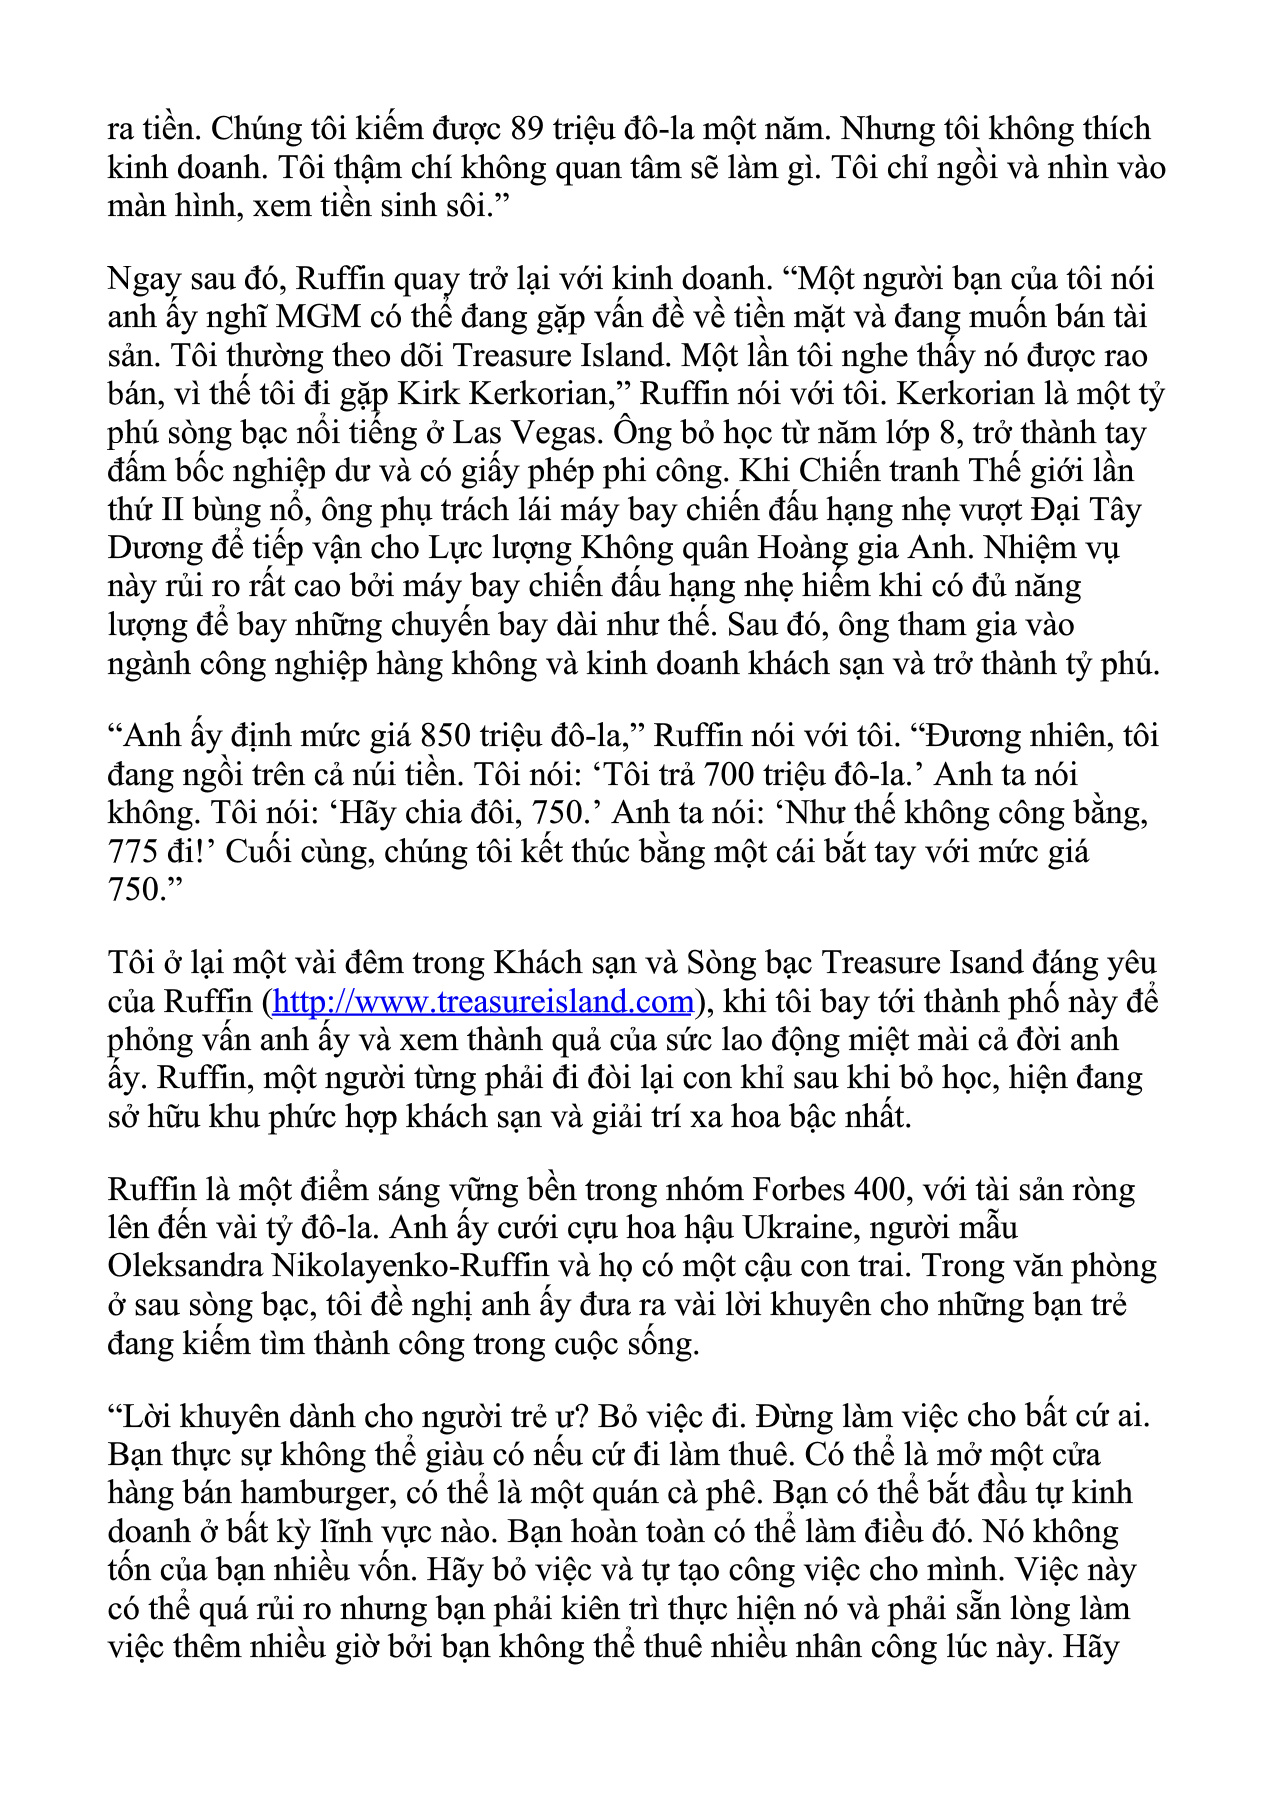 ra tiền. Chúng tôi kiếm được 89 triệu đô-la một năm. Nhưng tôi không thích
kinh doanh. Tôi thậm chí không quan tâm sẽ làm gì. Tôi chỉ ngồi và nhìn vào
màn hình, xem tiền sinh sôi.”
Ngay sau đó, Ruffin quay trở lại với kinh doanh. “Một người bạn của tôi nói
anh ấy nghĩ MGM có thể đang gặp vấn đề về tiền mặt và đang muốn bán tài
sản. Tôi thường theo dõi Treasure Island. Một lần tôi nghe thấy nó được rao
bán, vì thế tôi đi gặp Kirk Kerkorian,” Ruffin nói với tôi. Kerkorian là một tỷ
phú sòng bạc nổi tiếng ở Las Vegas. Ông bỏ học từ năm lớp 8, trở thành tay
đấm bốc nghiệp dư và có giấy phép phi công. Khi Chiến tranh Thế giới lần
thứ II bùng nổ, ông phụ trách lái máy bay chiến đấu hạng nhẹ vượt Đại Tây
Dương để tiếp vận cho Lực lượng Không quân Hoàng gia Anh. Nhiệm vụ
này rủi ro rất cao bởi máy bay chiến đấu hạng nhẹ hiếm khi có đủ năng
lượng để bay những chuyến bay dài như thế. Sau đó, ông tham gia vào
ngành công nghiệp hàng không và kinh doanh khách sạn và trở thành tỷ phú.
“Anh ấy định mức giá 850 triệu đô-la,” Ruffin nói với tôi. “Đương nhiên, tôi
đang ngồi trên cả núi tiền. Tôi nói: ‘Tôi trả 700 triệu đô-la.’ Anh ta nói
không. Tôi nói: ‘Hãy chia đôi, 750.’ Anh ta nói: ‘Như thế không công bằng,
775 đi!’ Cuối cùng, chúng tôi kết thúc bằng một cái bắt tay với mức giá
750.”
Tôi ở lại một vài đêm trong Khách sạn và Sòng bạc Treasure Isand đáng yêu
của Ruffin (http://www.treasureisland.com), khi tôi bay tới thành phố này để
phỏng vấn anh ấy và xem thành quả của sức lao động miệt mài cả đời anh
ấy. Ruffin, một người từng phải đi đòi lại con khỉ sau khi bỏ học, hiện đang
sở hữu khu phức hợp khách sạn và giải trí xa hoa bậc nhất.
Ruffin là một điểm sáng vững bền trong nhóm Forbes 400, với tài sản ròng
lên đến vài tỷ đô-la. Anh ấy cưới cựu hoa hậu Ukraine, người mẫu
Oleksandra Nikolayenko-Ruffin và họ có một cậu con trai. Trong văn phòng
ở sau sòng bạc, tôi đề nghị anh ấy đưa ra vài lời khuyên cho những bạn trẻ
đang kiếm tìm thành công trong cuộc sống.
“Lời khuyên dành cho người trẻ ư? Bỏ việc đi. Đừng làm việc cho bất cứ ai.
Bạn thực sự không thể giàu có nếu cứ đi làm thuê. Có thể là mở một cửa
hàng bán hamburger, có thể là một quán cà phê. Bạn có thể bắt đầu tự kinh
doanh ở bất kỳ lĩnh vực nào. Bạn hoàn toàn có thể làm điều đó. Nó không
tốn của bạn nhiều vốn. Hãy bỏ việc và tự tạo công việc cho mình. Việc này
có thể quá rủi ro nhưng bạn phải kiên trì thực hiện nó và phải sẵn lòng làm
việc thêm nhiều giờ bởi bạn không thể thuê nhiều nhân công lúc này. Hãy